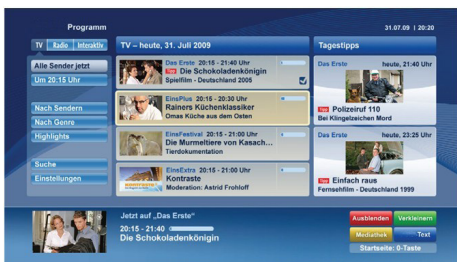 Programm
31.07.09 | 20:20
TV Radio Interaktiv
Alle Sender jetzt
Um 20:15 Uhr
Nach Sendern
Nach Genre
Highlights
Suche
Einstellungen
TV – heute, 31. Juli 2009
Das Erste 20:15 - 21:40 Uhr
Tipp Die Schokoladenkönigin
Spielfilm - Deutschland 2005
EinsPlus 20:15 - 20:30 Uhr
Rainers Küchenklassiker
Omas Küche aus dem Osten
EinsFestival 20:15 - 21:00 Uhr
Die Murmeltiere von Kasach...
Tierdokumentation
EinsExtra 20:15 - 21:00 Uhr
Kontraste
Moderation: Astrid Frohloff
KONTRASTE
Tagestipps
Das Erste heute, 21:40 Uhr
Tipp Polizeiruf 110
Bei Klingelzeichen Mord
Das Erste heute, 23:25 Uhr
Tipp Einfach raus
Fernsehfilm - Deutschland 1999
Jetzt auf „Das Erste“
20:15 - 21:40
Die Schokoladenkönigin
Ausblenden Verkleinern
Mediathek Text
Startseite: 0-Taste